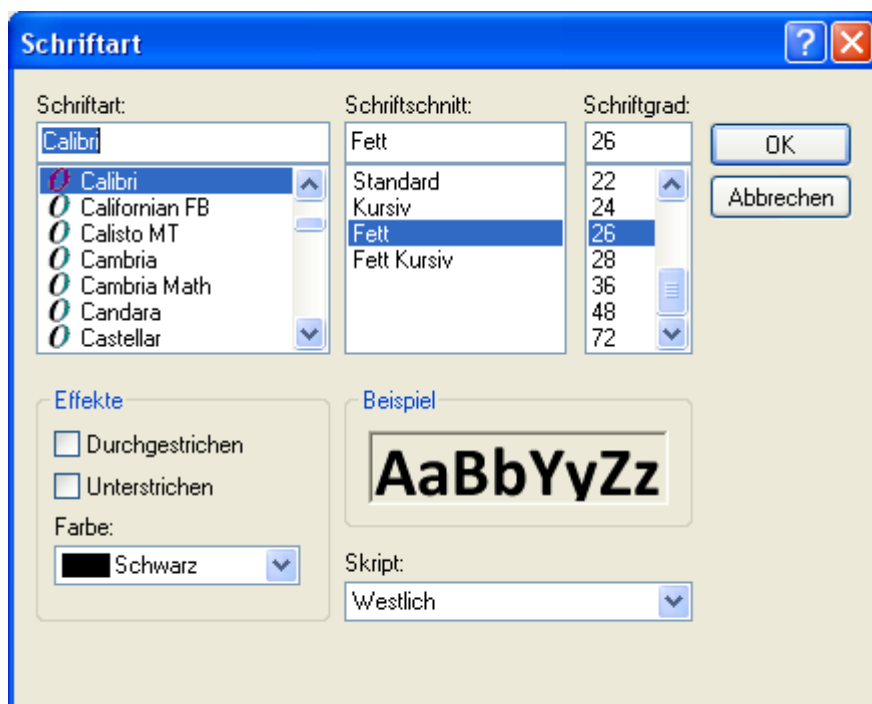 Schriftart
Schriftart:
Calibri
Calibri
Californian FB
Calisto MT
Cambria
Cambria Math
Candara
Castellar
Schriftschnitt:
Fett
Standard
Kursiv
Fett
Fett Kursiv
Schriftgrad:
26
22
24
26
28
36
48
72
OK
Abbrechen
Effekte
Durchgestrichen
Unterstrichen
Farbe:
Schwarz
Beispiel
AaBbYyZz
Skript:
Westlich